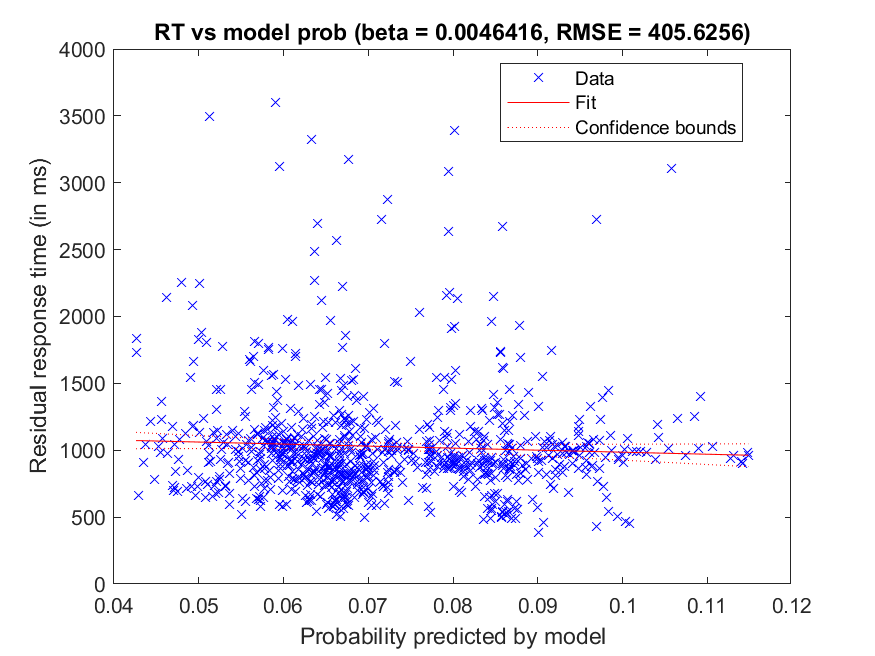 RT vs model prob (beta = 0.0046416, RMSE = 405.6256)
4000
3500
3000
2500
2000
1500
1000
500
0
Residual response time (in ms)
Data
Fit
Confidence bounds
0.04 0.05 0.06 0.07 0.08 0.09 0.1 0.11 0.12
Probability predicted by model